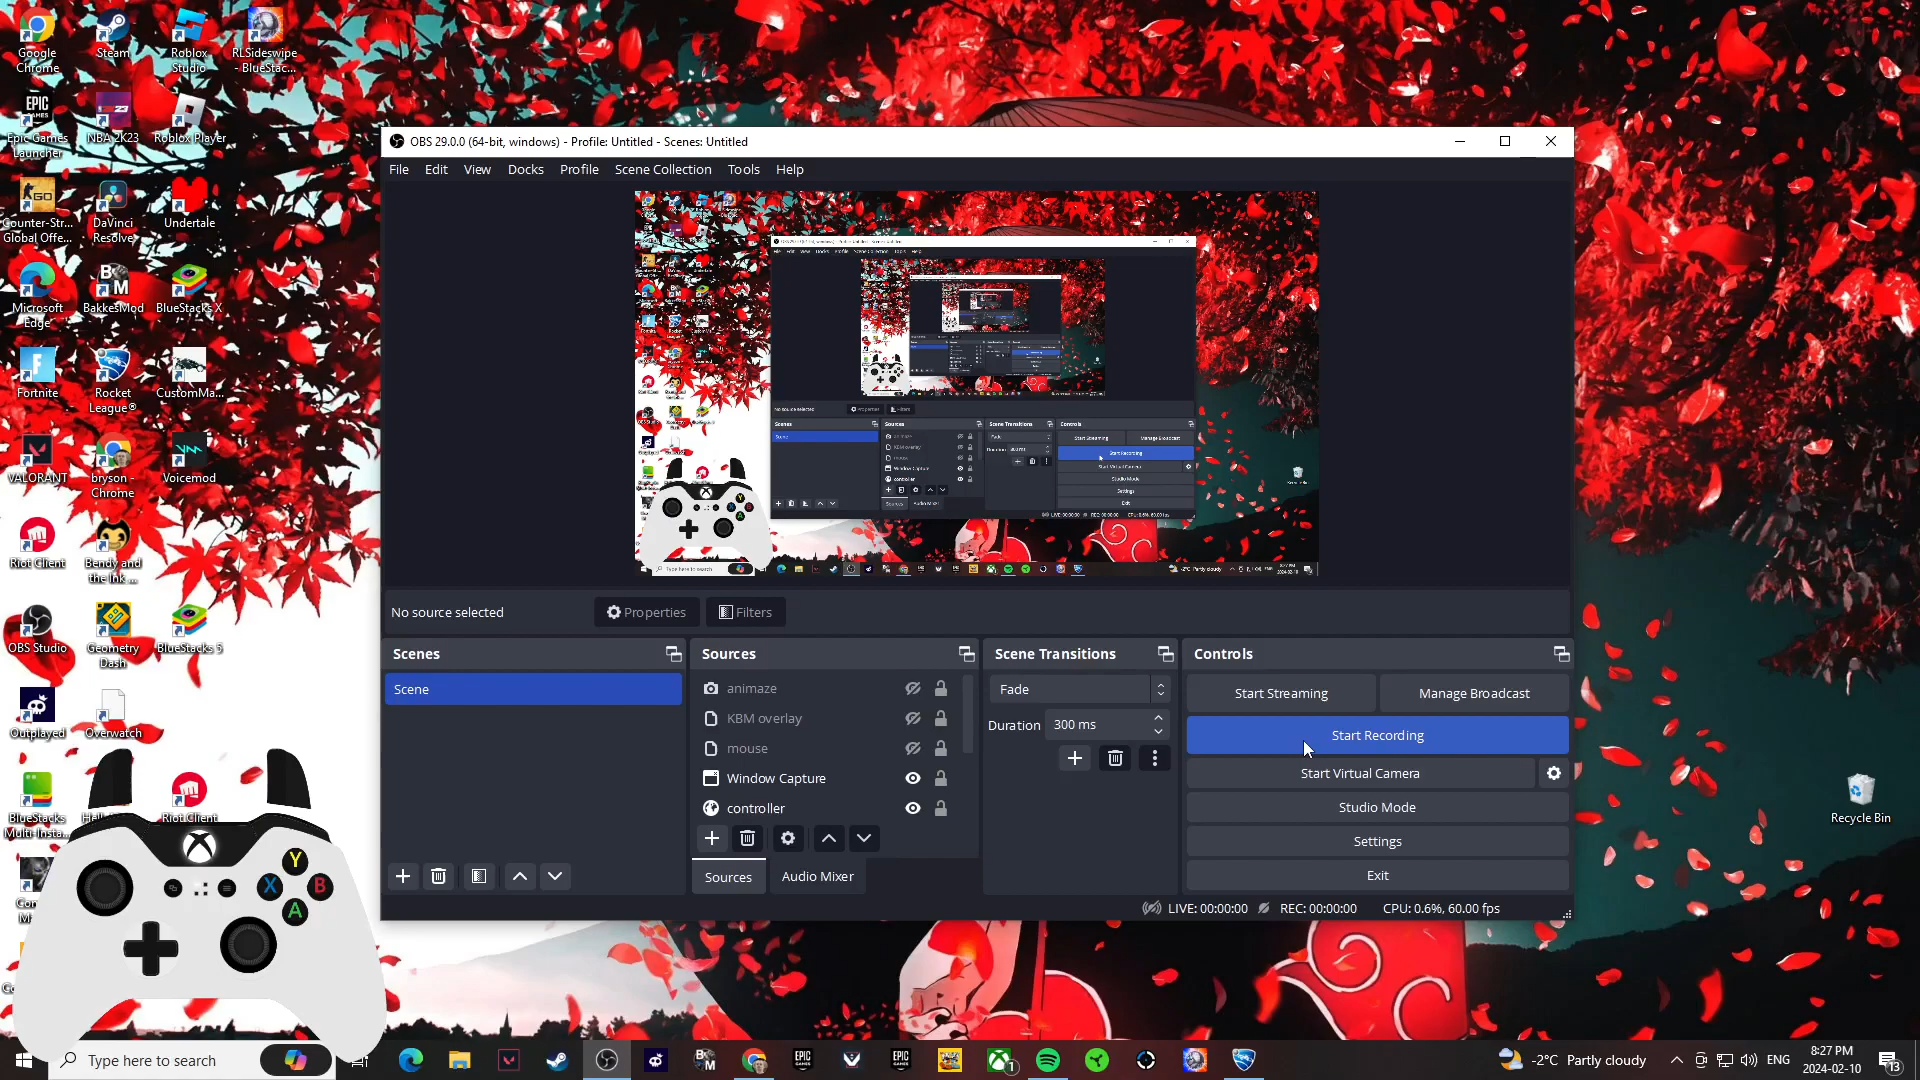 Google
Chrome
Steam
Roblox
Studio
RLSideswipe
- BlueStac...
Epic Games
Launcher
NBA 2K23
Roblox Player
Counter-Str...
Global Offe...
DaVinci
Resolve
Undertale
Microsoft
Edge
BakkesMod
BlueStacks X
Fortnite
Rocket
League®
CustomMa...
VALORANT
bryson -
Chrome
Voicemod
Riot Client
Bendy and
the Ink ...
OBS Studio
Geometry
Dash
BlueStacks 5
Outplayed
Overwatch
BlueStacks
Multi-Insta...
Riot Client
Y
X
B
A
OBS 29.0.0 (64-bit, windows) - Profile: Untitled - Scenes: Untitled
File Edit View Docks Profile Scene Collection Tools Help
No source selected
Properties
Filters
Scenes
Scene
Sources
animaze
KBM overlay
mouse
Window Capture
controller
Sources
Audio Mixer
Scene Transitions
Fade
Duration 300 ms
Controls
Start Streaming
Manage Broadcast
Start Recording
Start Virtual Camera
Studio Mode
Settings
Exit
LIVE: 00:00:00 REC: 00:00:00 CPU: 0.6%, 60.00 fps
Recycle Bin
Type here to search
-2°C Partly cloudy
ENG
8:27 PM
2024-02-10
13